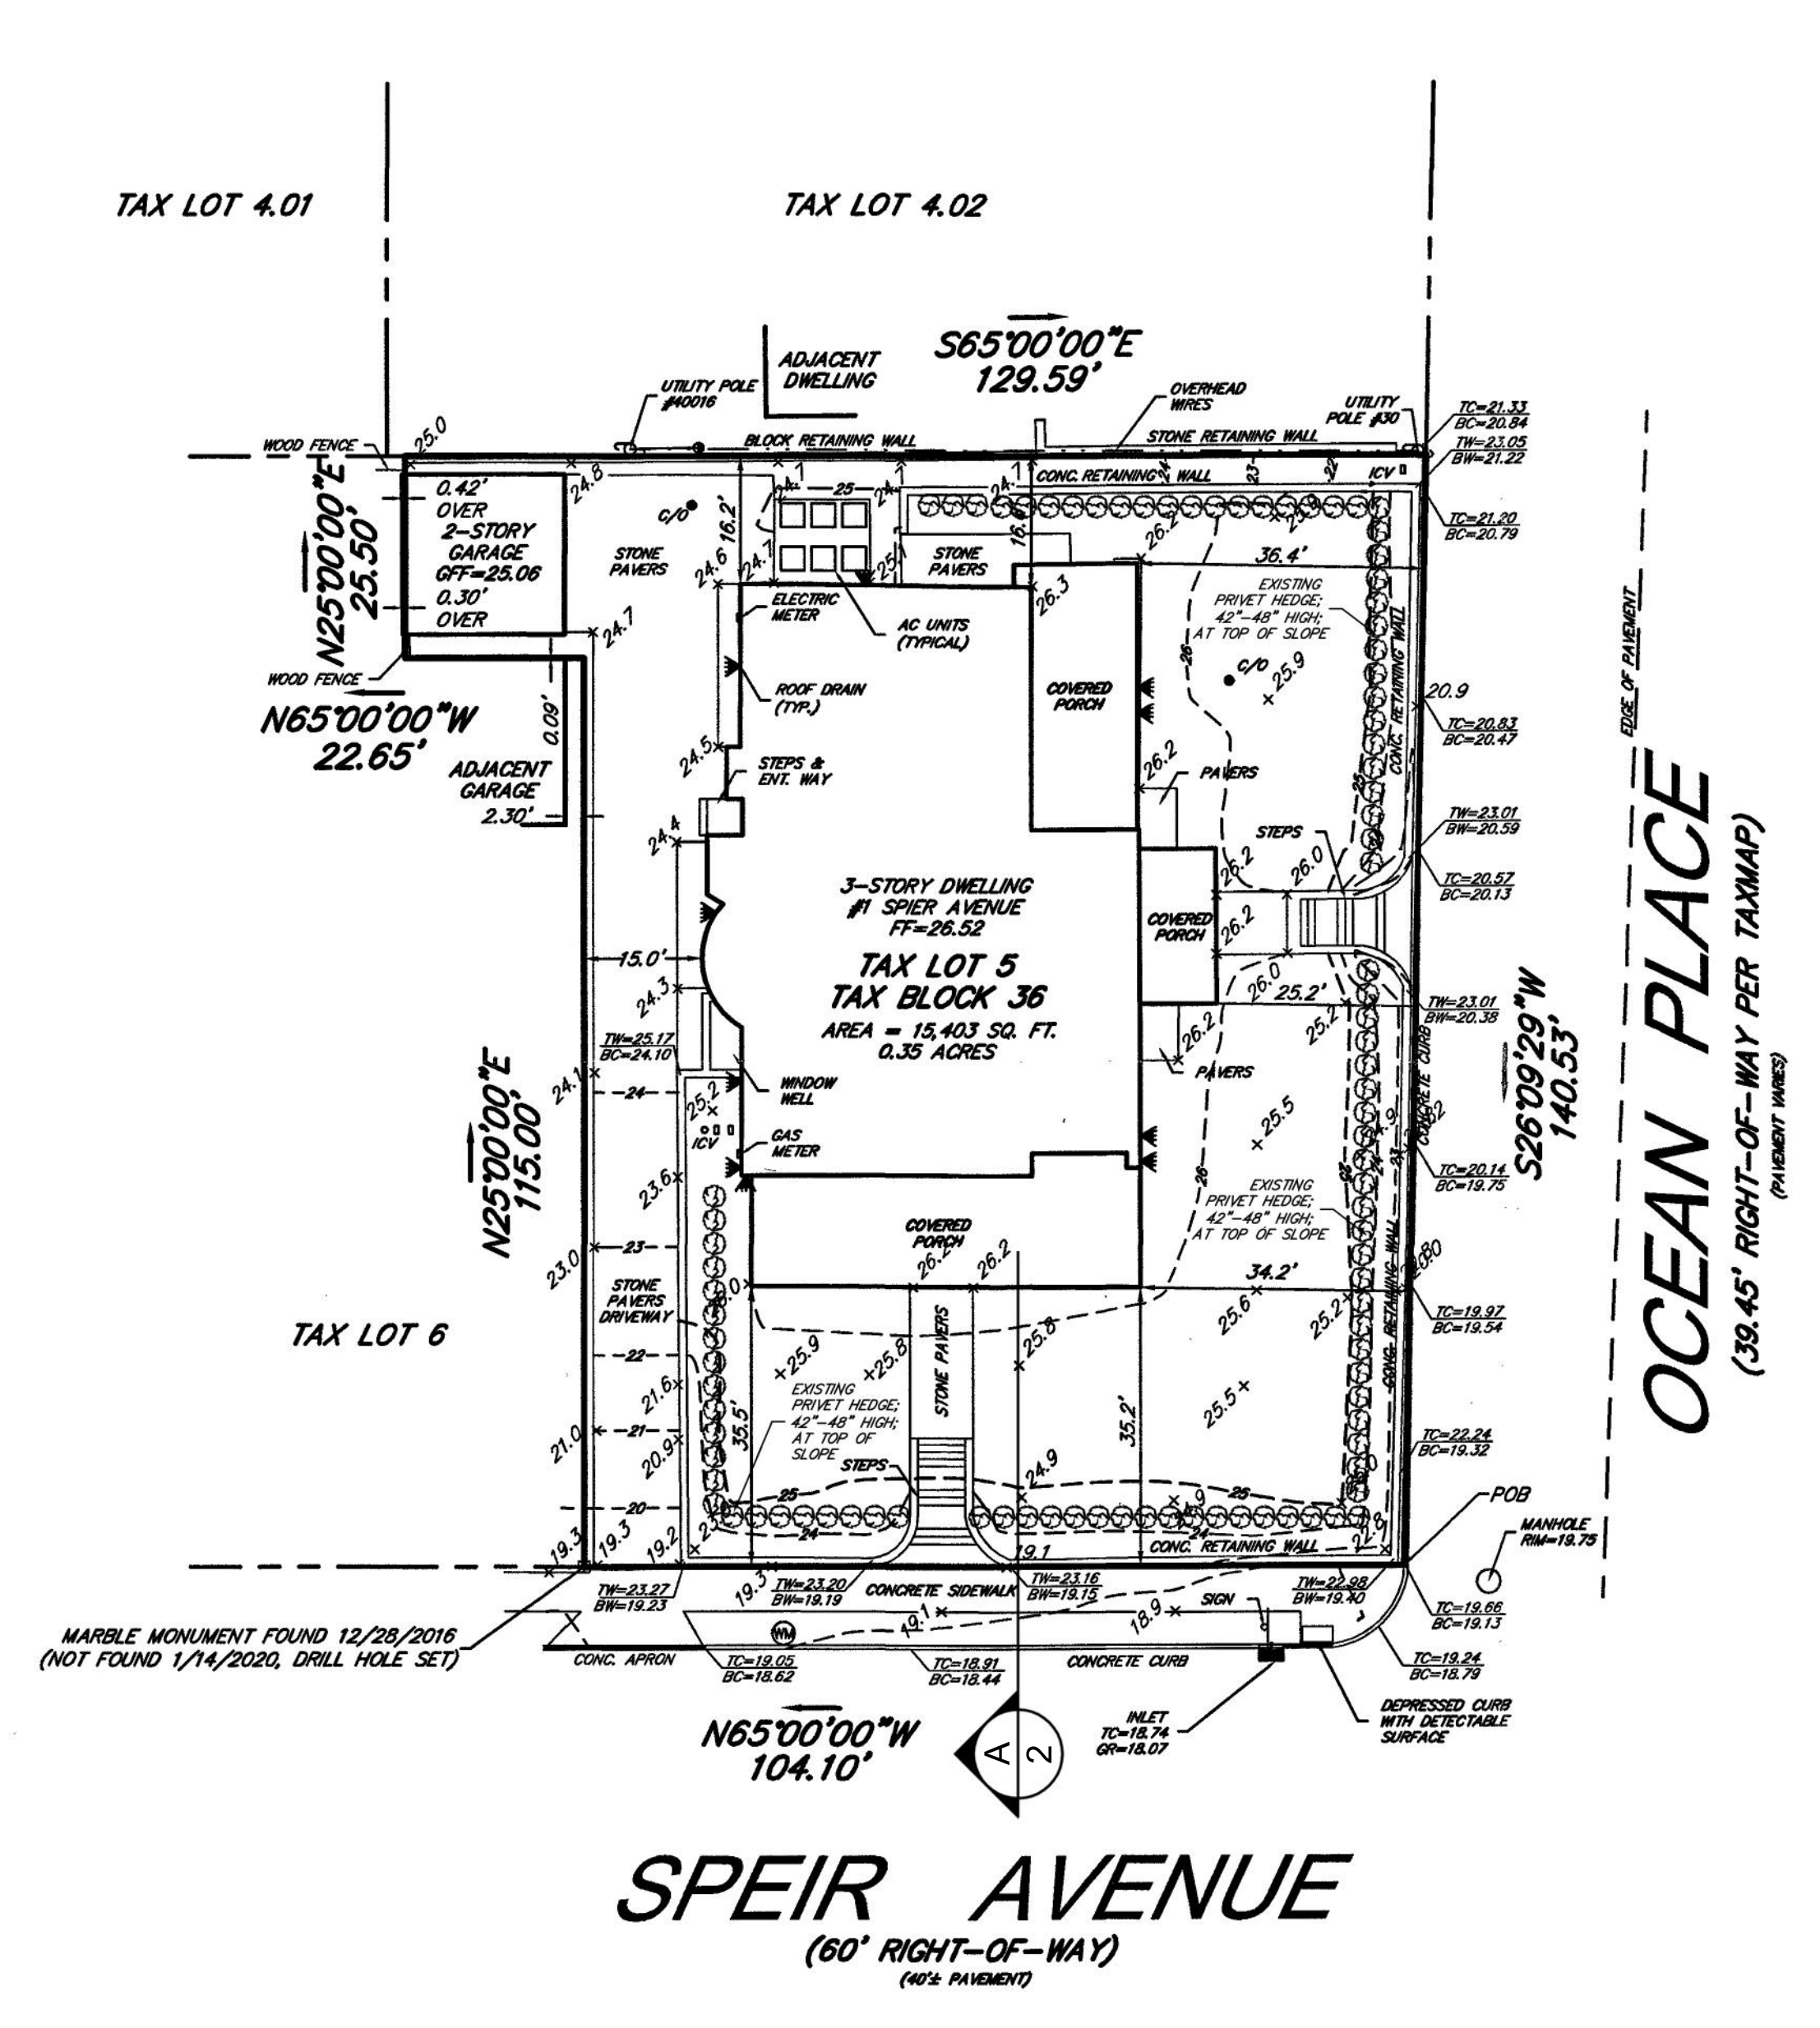 TAX LOT 4.01
TAX LOT 4.02
S65°00'00"E
129.59'
ADJACENT
DWELLING
UTILITY POLE
#40016
OVERHEAD
WIRES
UTILITY
POLE #30
TC=21.33
BC=20.84
TW=23.05
BW=21.22
WOOD FENCE
25.0
BLOCK RETAINING WALL
STONE RETAINING WALL
CONC. RETAINING WALL
24
23
22
ICV
N25°00'00"E
25.50'
0.42'
OVER
2-STORY
GARAGE
GFF=25.06
0.30'
OVER
24.8
C/O
16.2'
25
STONE
PAVERS
STONE
PAVERS
24.6
24.7
25.1
26.2
36.4'
TC=21.20
BC=20.79
26.3
24.7
ELECTRIC
METER
AC UNITS
(TYPICAL)
EXISTING
PRIVET HEDGE;
42"-48" HIGH;
AT TOP OF SLOPE
CONC. RETAINING WALL
EDGE OF PAVEMENT
WOOD FENCE
N65°00'00"W
22.65'
0.09'
ROOF DRAIN
(TYP.)
COVERED
PORCH
26
C/O
25.9
20.9
TC=20.83
BC=20.47
ADJACENT
GARAGE
2.30'
24.5
STEPS &
ENT. WAY
26.2
PAVERS
25
24.4
STEPS
TW=23.01
BW=20.59
3-STORY DWELLING
#1 SPIER AVENUE
FF=26.52
26.2
26.0
TC=20.57
BC=20.13
COVERED
PORCH
26.2
15.0'
TAX LOT 5
TAX BLOCK 36
AREA = 15,403 SQ. FT.
0.35 ACRES
24.3
26.0
25.2'
25.2
TW=23.01
BW=20.38
S26°09'29"W
140.53'
OCEAN PLACE
(39.45' RIGHT-OF-WAY PER TAXMAP)
(PAVEMENT VARIES)
TW=25.17
BC=24.10
26.2
PAVERS
CONCRETE CURB
24.1
24
25.2
ICV
WINDOW
WELL
GAS
METER
25.5
N25°00'00"E
115.00'
TC=20.14
BC=19.75
23.6
26
25
24
23
EXISTING
PRIVET HEDGE;
42"-48" HIGH;
AT TOP OF SLOPE
COVERED
PORCH
26.2
26.2
CONC. RETAINING WALL
23.0
23
34.2'
STONE
PAVERS
DRIVEWAY
STONE PAVERS
25.6
25.2
TC=19.97
BC=19.54
TAX LOT 6
22
25.9
25.8
25.8
21.6
EXISTING
PRIVET HEDGE;
42"-48" HIGH;
AT TOP OF
SLOPE
35.5'
35.2'
25.5
21.0
21
20.9
STEPS
24.9
TC=22.24
BC=19.32
20
25
25
24
24
POB
MANHOLE
RIM=19.75
19.3
19.3
19.2
19.1
CONC. RETAINING WALL
22.8
TW=23.27
BW=19.23
19.3
TW=23.20
BW=19.19
CONCRETE SIDEWALK
TW=23.16
BW=19.15
TW=22.98
BW=19.40
SIGN
19.1
18.9
TC=19.66
BC=19.13
WM
MARBLE MONUMENT FOUND 12/28/2016
(NOT FOUND 1/14/2020, DRILL HOLE SET)
CONC. APRON
TC=19.05
BC=18.62
TC=18.91
BC=18.44
CONCRETE CURB
TC=19.24
BC=18.79
N65°00'00"W
104.10'
A
2
INLET
TC=18.74
GR=18.07
DEPRESSED CURB
WITH DETECTABLE
SURFACE
SPEIR AVENUE
(60' RIGHT-OF-WAY)
(40'± PAVEMENT)